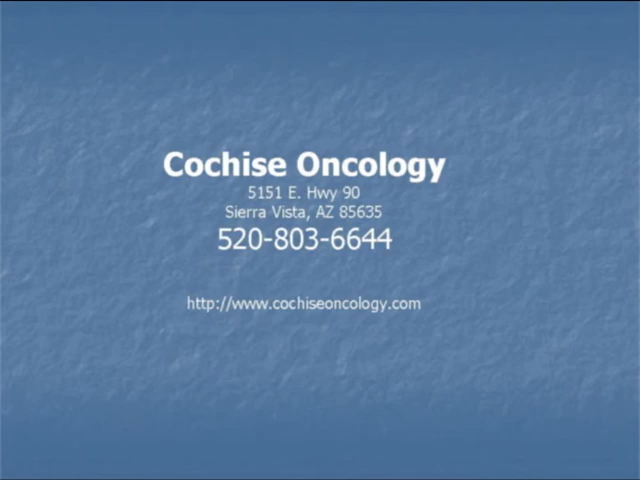 Cochise Oncology
5151 E. Hwy 90
Sierra Vista, AZ 85635
520-803-6644
http://www.cochiseoncology.com